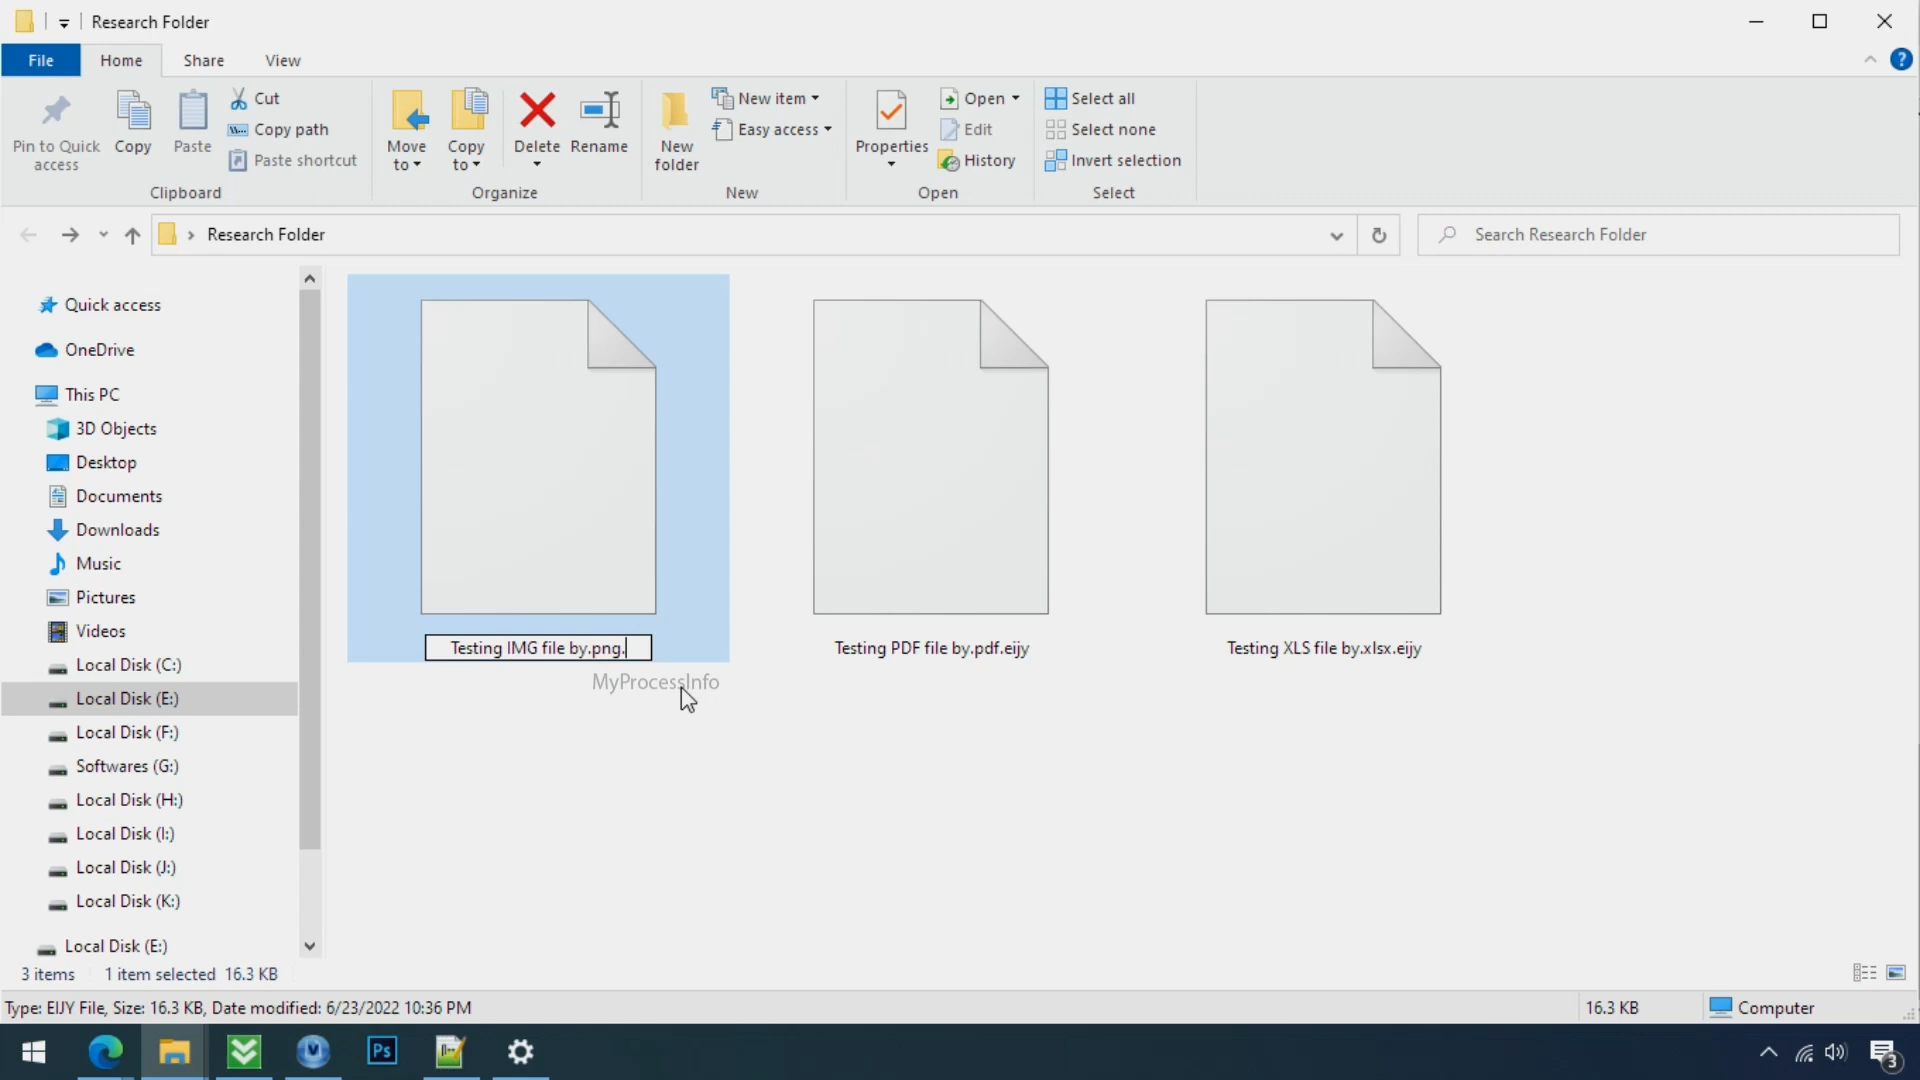 Research Folder
File
Home
Share
View
?
Pin to Quick
access
Copy
Paste
Cut
Copy path
Paste shortcut
Clipboard
Move
to
Copy
to
Delete
Rename
Organize
New
folder
New item
Easy access
New
Properties
Open
Edit
History
Open
Select all
Select none
Invert selection
Select
Research Folder
Search Research Folder
Quick access
OneDrive
This PC
3D Objects
Desktop
Documents
Downloads
Music
Pictures
Videos
Local Disk (C:)
Local Disk (E:)
Local Disk (F:)
Softwares (G:)
Local Disk (H:)
Local Disk (I:)
Local Disk (J:)
Local Disk (K:)
Local Disk (E:)
Testing IMG file by.png.
Testing PDF file by.pdf.eijy
Testing XLS file by.xlsx.eijy
MyProcessInfo
3 items 1 item selected 16.3 KB
Type: EIJY File, Size: 16.3 KB, Date modified: 6/23/2022 10:36 PM
16.3 KB
Computer
Ps
3